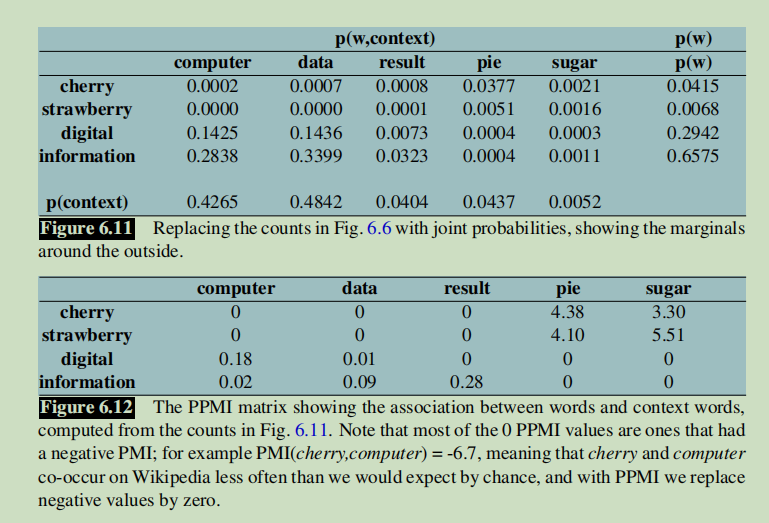 p(w,context) p(w)
computer data result pie sugar p(w)
cherry 0.0002 0.0007 0.0008 0.0377 0.0021 0.0415
strawberry 0.0000 0.0000 0.0001 0.0051 0.0016 0.0068
digital 0.1425 0.1436 0.0073 0.0004 0.0003 0.2942
information 0.2838 0.3399 0.0323 0.0004 0.0011 0.6575
p(context) 0.4265 0.4842 0.0404 0.0437 0.0052
Figure 6.11 Replacing the counts in Fig. 6.6 with joint probabilities, showing the marginals
around the outside.
computer data result pie sugar
cherry 0 0 0 4.38 3.30
strawberry 0 0 0 4.10 5.51
digital 0.18 0.01 0 0 0
information 0.02 0.09 0.28 0 0
Figure 6.12 The PPMI matrix showing the association between words and context words,
computed from the counts in Fig. 6.11. Note that most of the 0 PPMI values are ones that had
a negative PMI; for example PMI(cherry,computer) = -6.7, meaning that cherry and computer
co-occur on Wikipedia less often than we would expect by chance, and with PPMI we replace
negative values by zero.